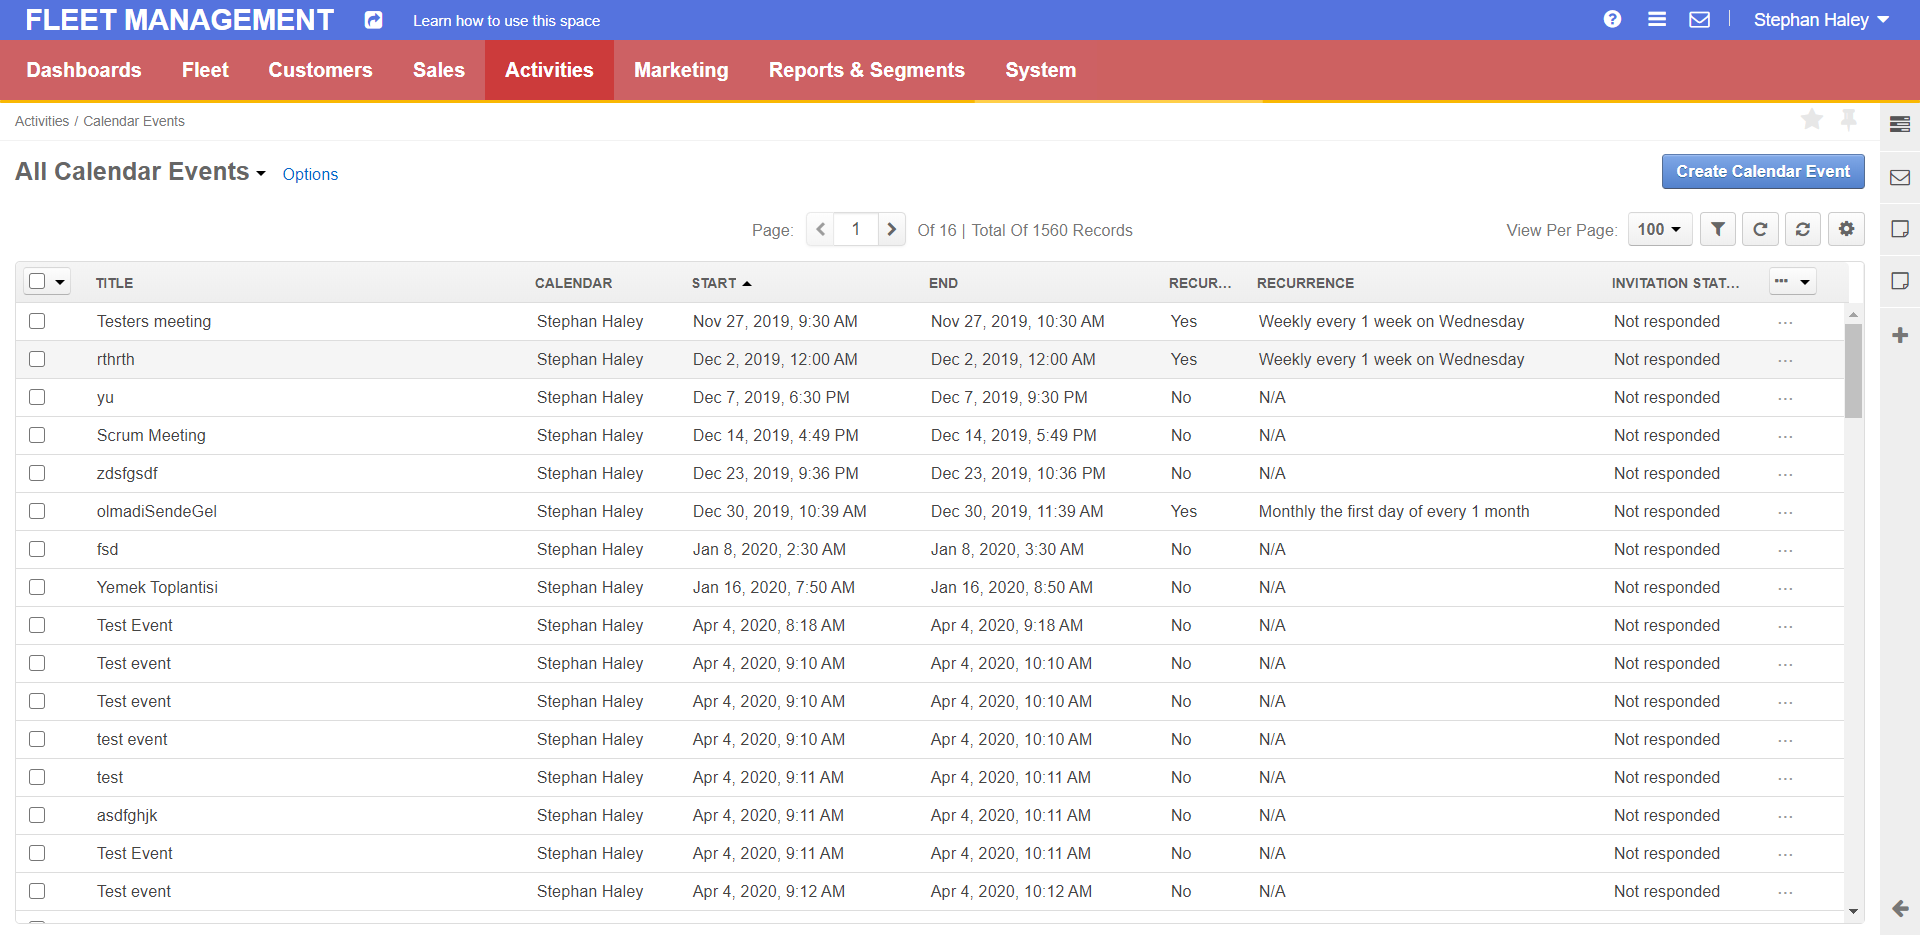 FLEET MANAGEMENT Learn how to use this space Stephan Haley
Dashboards Fleet Customers Sales Activities Marketing Reports & Segments System
Activities / Calendar Events
All Calendar Events Options Create Calendar Event
Page: 1 Of 16 | Total Of 1560 Records View Per Page: 100
TITLE CALENDAR START END RECUR... RECURRENCE INVITATION STAT...
Testers meeting Stephan Haley Nov 27, 2019, 9:30 AM Nov 27, 2019, 10:30 AM Yes Weekly every 1 week on Wednesday Not responded ...
rthrth Stephan Haley Dec 2, 2019, 12:00 AM Dec 2, 2019, 12:00 AM Yes Weekly every 1 week on Wednesday Not responded ...
yu Stephan Haley Dec 7, 2019, 6:30 PM Dec 7, 2019, 9:30 PM No N/A Not responded ...
Scrum Meeting Stephan Haley Dec 14, 2019, 4:49 PM Dec 14, 2019, 5:49 PM No N/A Not responded ...
zdsfgsdf Stephan Haley Dec 23, 2019, 9:36 PM Dec 23, 2019, 10:36 PM No N/A Not responded ...
olmadiSendeGel Stephan Haley Dec 30, 2019, 10:39 AM Dec 30, 2019, 11:39 AM Yes Monthly the first day of every 1 month Not responded ...
fsd Stephan Haley Jan 8, 2020, 2:30 AM Jan 8, 2020, 3:30 AM No N/A Not responded ...
Yemek Toplantisi Stephan Haley Jan 16, 2020, 7:50 AM Jan 16, 2020, 8:50 AM No N/A Not responded ...
Test Event Stephan Haley Apr 4, 2020, 8:18 AM Apr 4, 2020, 9:18 AM No N/A Not responded ...
Test event Stephan Haley Apr 4, 2020, 9:10 AM Apr 4, 2020, 10:10 AM No N/A Not responded ...
Test event Stephan Haley Apr 4, 2020, 9:10 AM Apr 4, 2020, 10:10 AM No N/A Not responded ...
test event Stephan Haley Apr 4, 2020, 9:10 AM Apr 4, 2020, 10:10 AM No N/A Not responded ...
test Stephan Haley Apr 4, 2020, 9:11 AM Apr 4, 2020, 10:11 AM No N/A Not responded ...
asdfghjk Stephan Haley Apr 4, 2020, 9:11 AM Apr 4, 2020, 10:11 AM No N/A Not responded ...
Test Event Stephan Haley Apr 4, 2020, 9:11 AM Apr 4, 2020, 10:11 AM No N/A Not responded ...
Test event Stephan Haley Apr 4, 2020, 9:12 AM Apr 4, 2020, 10:12 AM No N/A Not responded ...